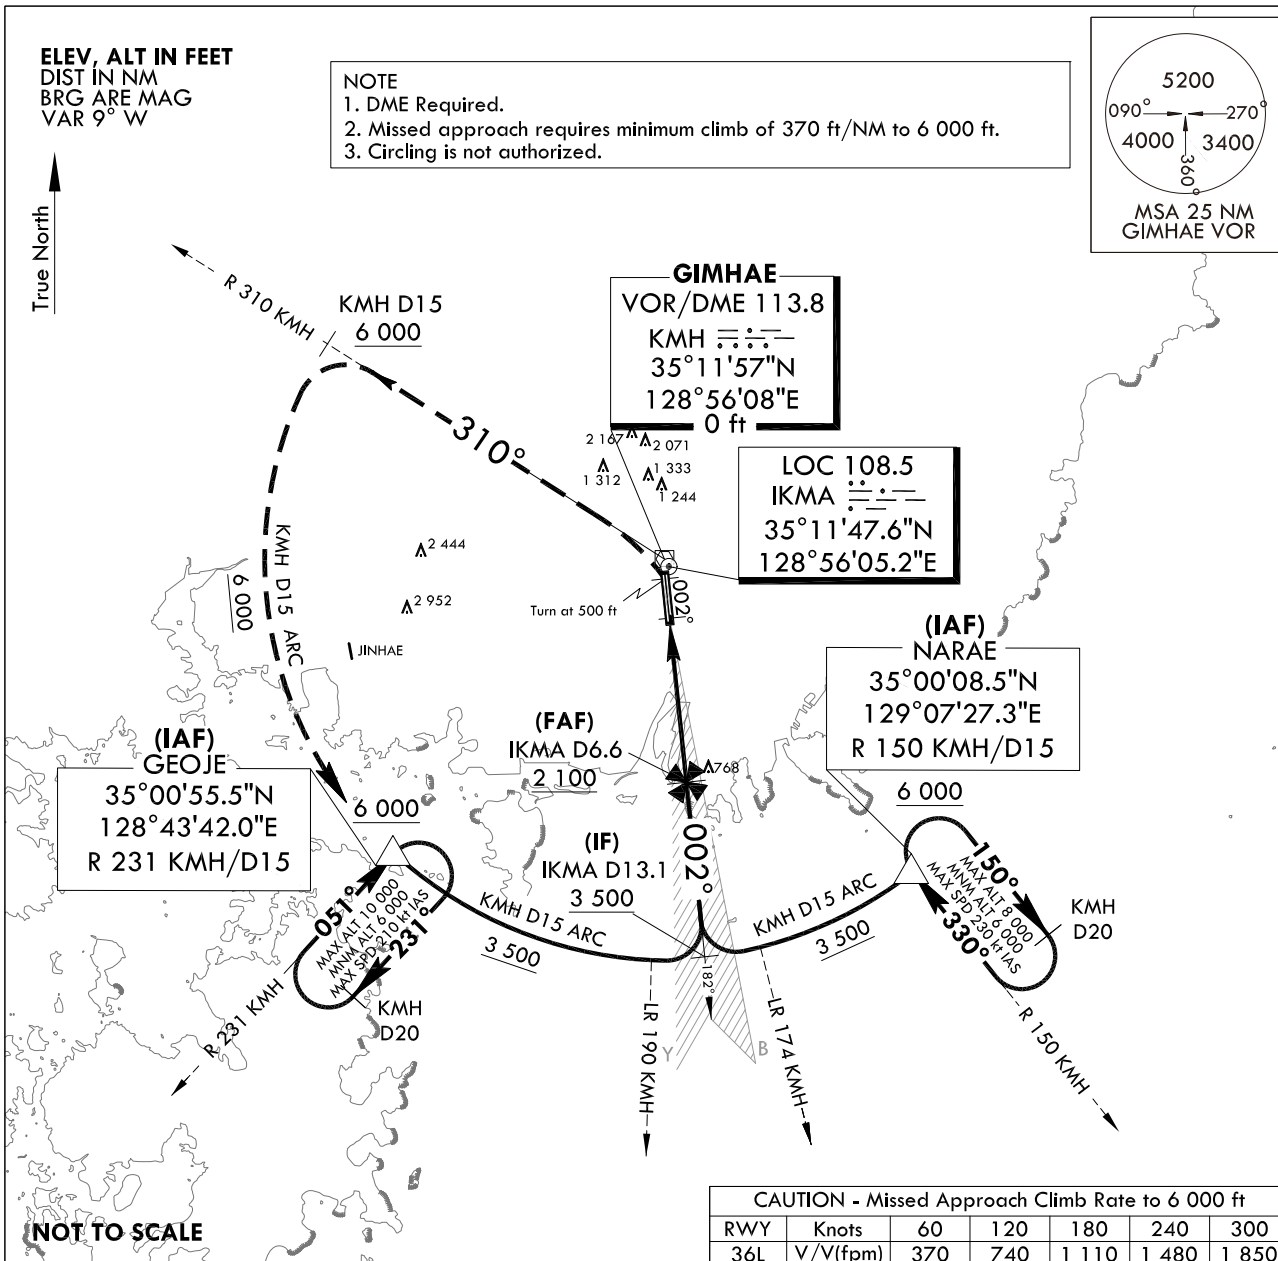 ELEV, ALT IN FEET
DIST IN NM
BRG ARE MAG
VAR 9° W
True North
NOTE
1. DME Required.
2. Missed approach requires minimum climb of 370 ft/NM to 6 000 ft.
3. Circling is not authorized.
5200
090°
270°
4000
3400
360°
MSA 25 NM
GIMHAE VOR
R 310 KMH
KMH D15
6 000
310°
GIMHAE
VOR/DME 113.8
KMH
35°11'57"N
128°56'08"E
0 ft
2 167
2 071
1 312
1 333
1 244
LOC 108.5
IKMA
35°11'47.6"N
128°56'05.2"E
2 444
2 952
JINHAE
KMH D15 ARC
6 000
Turn at 500 ft
002°
(IAF)
NARAE
35°00'08.5"N
129°07'27.3"E
R 150 KMH/D15
6 000
(FAF)
IKMA D6.6
2 100
768
(IAF)
GEOJE
35°00'55.5"N
128°43'42.0"E
R 231 KMH/D15
6 000
(IF)
IKMA D13.1
3 500
002°
051°
MAX ALT 10 000
MNM ALT 6 000
MAX SPD 210 kt IAS
231°
KMH
D20
R 231 KMH
KMH D15 ARC
3 500
KMH D15 ARC
3 500
150°
MAX ALT 8 000
MNM ALT 6 000
MAX SPD 230 kt IAS
330°
KMH
D20
R 150 KMH
182°
LR 190 KMH
LR 174 KMH
Y
B
NOT TO SCALE
CAUTION - Missed Approach Climb Rate to 6 000 ft
RWY Knots 60 120 180 240 300
36L V/V(fpm) 370 740 1 110 1 480 1 850